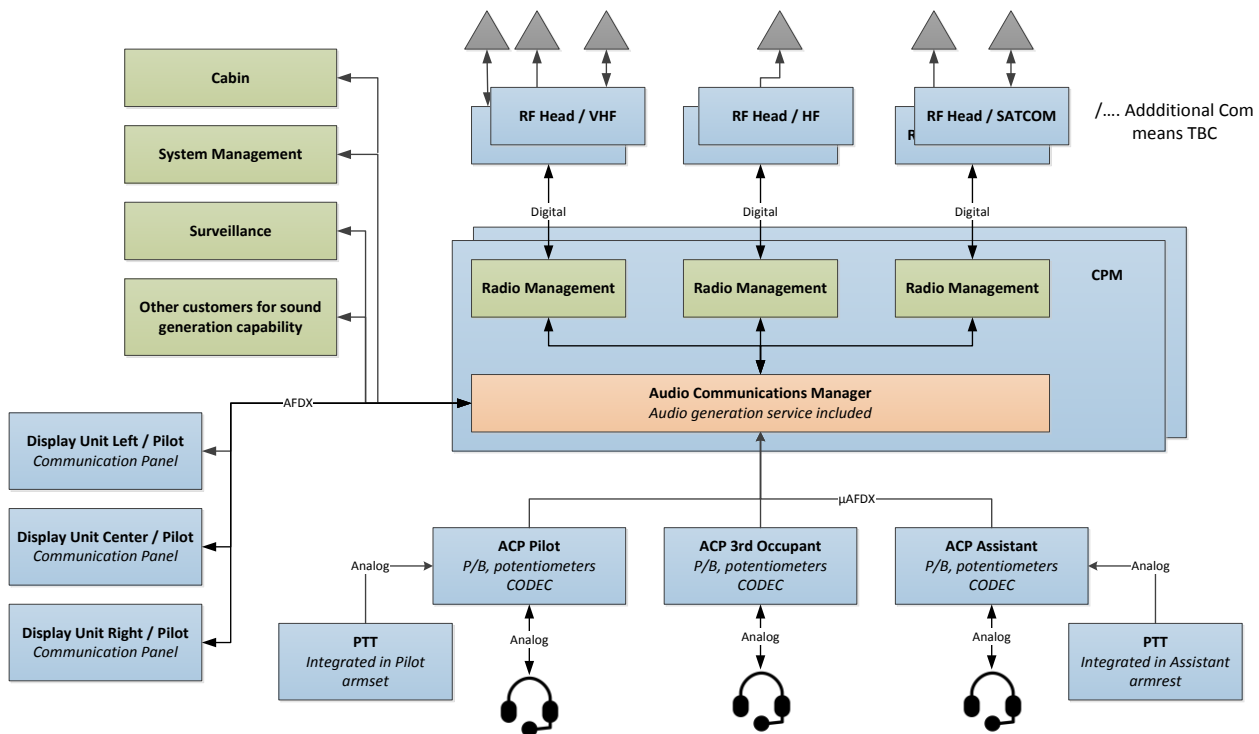 Cabin
System Management
Surveillance
Other customers for sound
generation capability
RF Head / VHF
RF Head / HF
R
RF Head / SATCOM
/.... Addditional Com
means TBC
Digital
Digital
Digital
CPM
Radio Management
Radio Management
Radio Management
Audio Communications Manager
Audio generation service included
AFDX
Display Unit Left / Pilot
Communication Panel
Display Unit Center / Pilot
Communication Panel
Display Unit Right / Pilot
Communication Panel
µAFDX
ACP Pilot
P/B, potentiometers
CODEC
ACP 3rd Occupant
P/B, potentiometers
CODEC
ACP Assistant
P/B, potentiometers
CODEC
Analog
Analog
Analog
Analog
Analog
PTT
Integrated in Pilot
armset
PTT
Integrated in Assistant
armrest